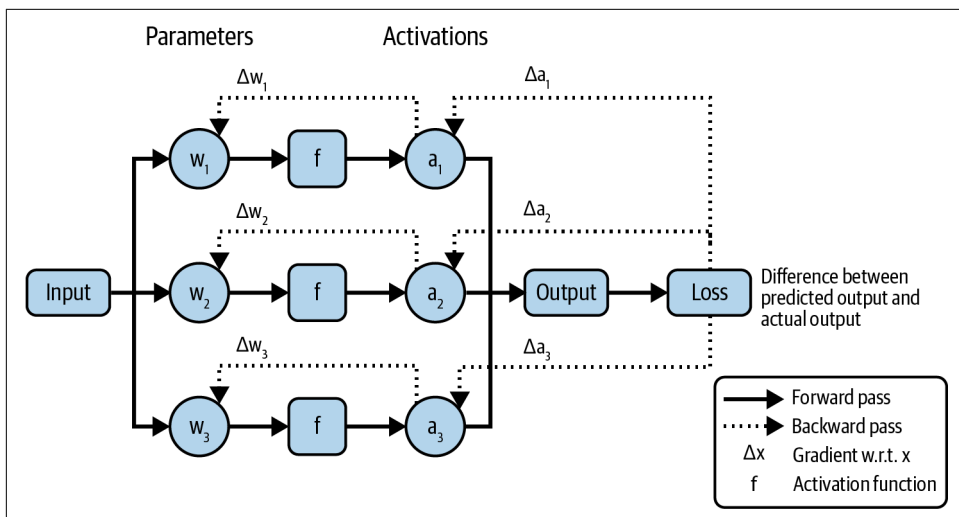 Parameters
Activations
Δw₁
Δa₁
w₁
f
a₁
Δw₂
Δa₂
Input
w₂
f
a₂
Output
Loss
Difference between
predicted output and
actual output
Δw₃
Δa₃
w₃
f
a₃
Forward pass
Backward pass
Δx Gradient w.r.t. x
f Activation function